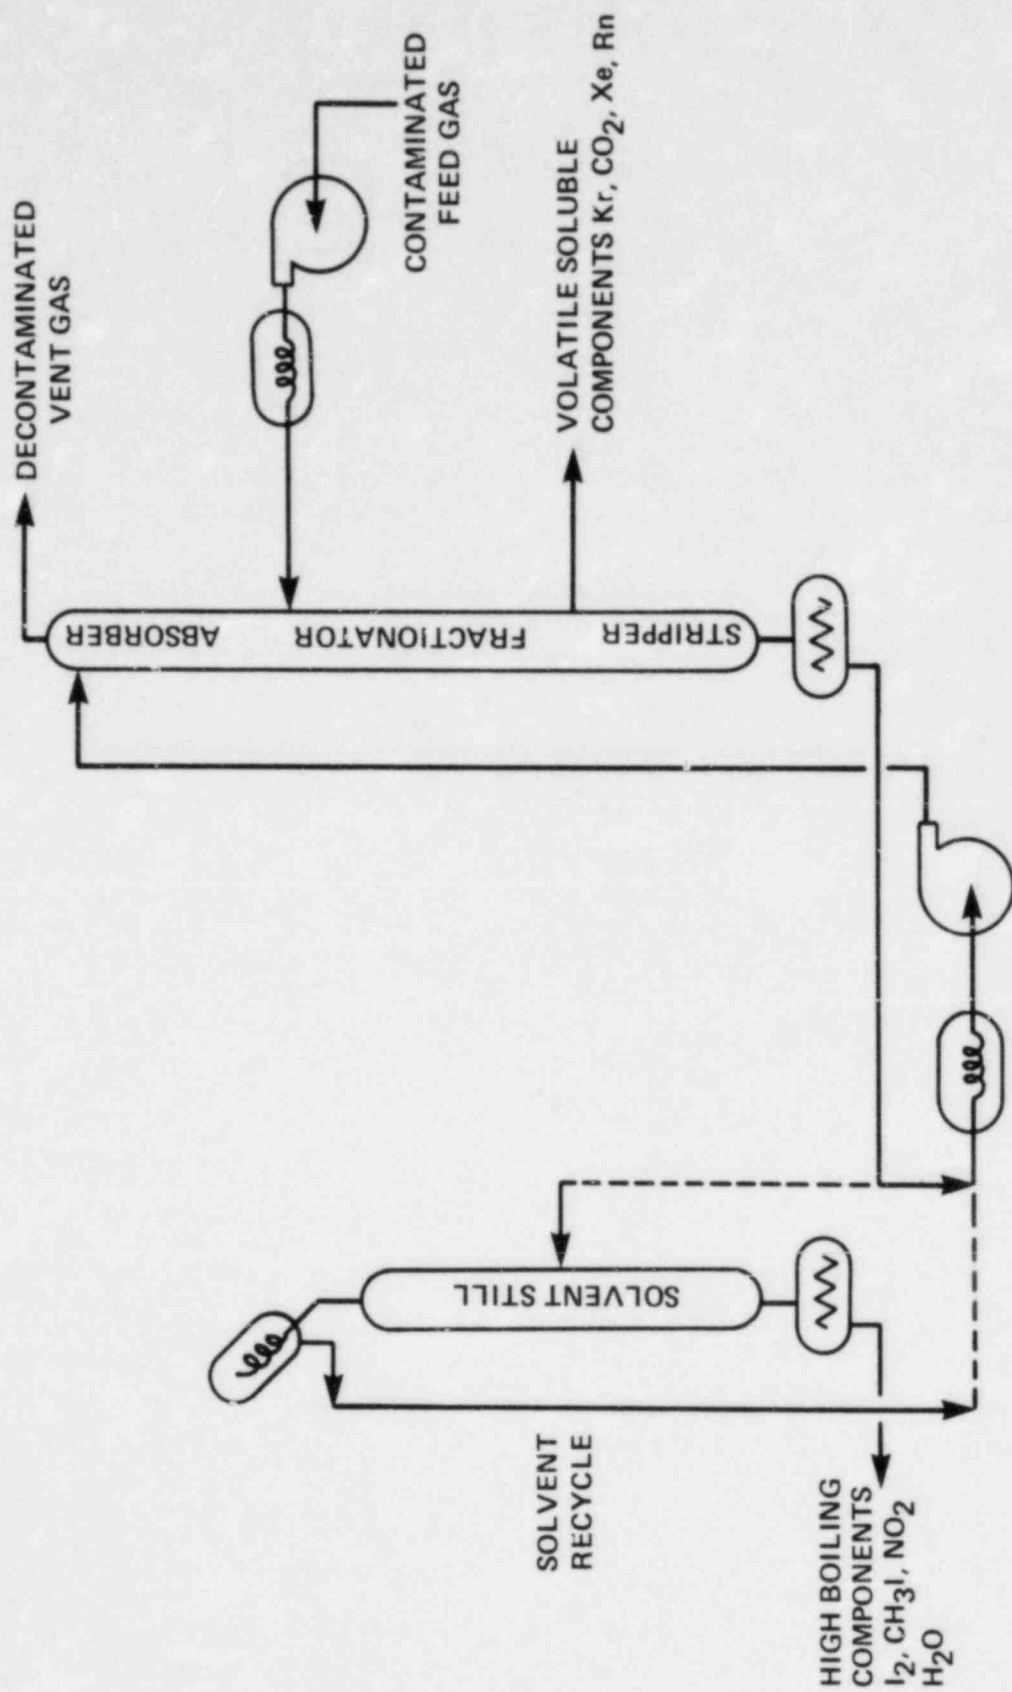 DECONTAMINATED
VENT GAS
CONTAMINATED
FEED GAS
VOLATILE SOLUBLE
COMPONENTS Kr, CO₂, Xe, Rn
ABSORBER
FRACTIONATOR
STRIPPER
SOLVENT STILL
SOLVENT
RECYCLE
HIGH BOILING
COMPONENTS
I₂, CH₃I, NO₂
H₂O